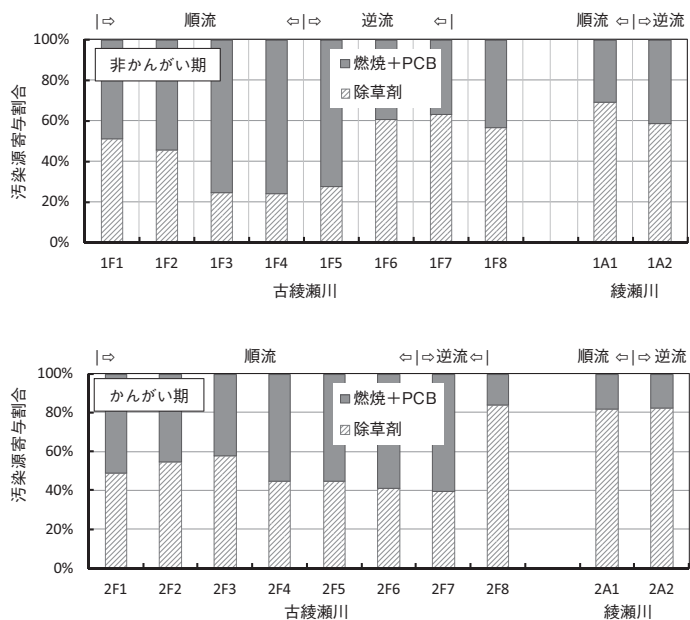 |⇨ 順流 ⇦|⇨ 逆流 ⇦| 順流 ⇦|⇨ 逆流
100%
80%
60%
40%
20%
0%
汚染源寄与割合
非かんがい期
燃焼+PCB
除草剤
1F1 1F2 1F3 1F4 1F5 1F6 1F7 1F8 1A1 1A2
古綾瀬川 綾瀬川
|⇨ 順流 ⇦|⇨逆流⇦| 順流 ⇦|⇨ 逆流
100%
80%
60%
40%
20%
0%
汚染源寄与割合
かんがい期
燃焼+PCB
除草剤
2F1 2F2 2F3 2F4 2F5 2F6 2F7 2F8 2A1 2A2
古綾瀬川 綾瀬川